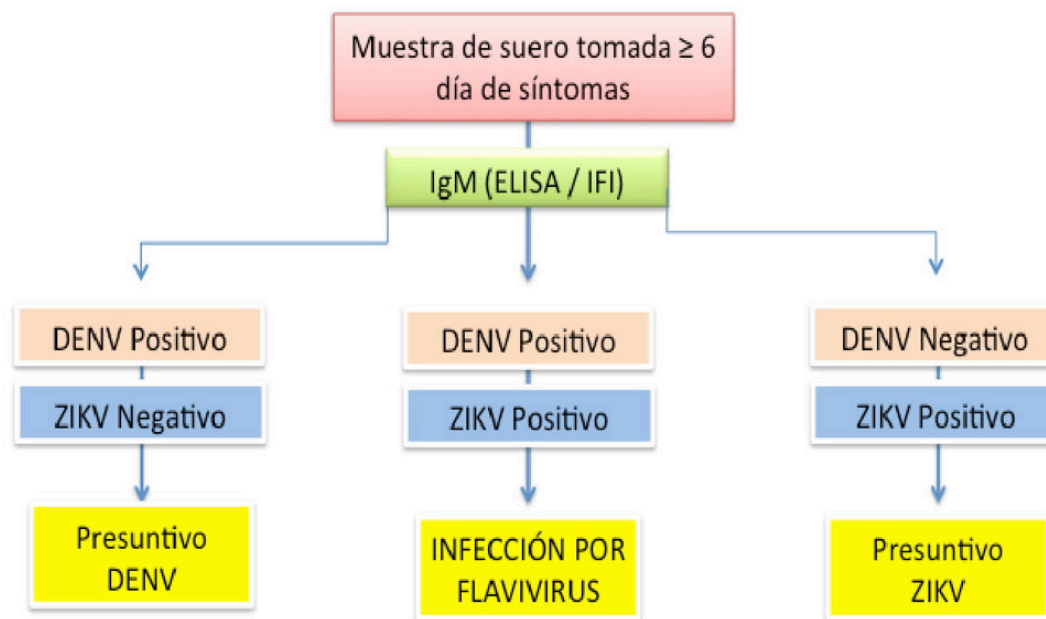 Muestra de suero tomada ≥ 6
día de síntomas
IgM (ELISA / IFI)
DENV Positivo
ZIKV Negativo
Presuntivo
DENV
DENV Positivo
ZIKV Positivo
INFECCIÓN POR
FLAVIVIRUS
DENV Negativo
ZIKV Positivo
Presuntivo
ZIKV